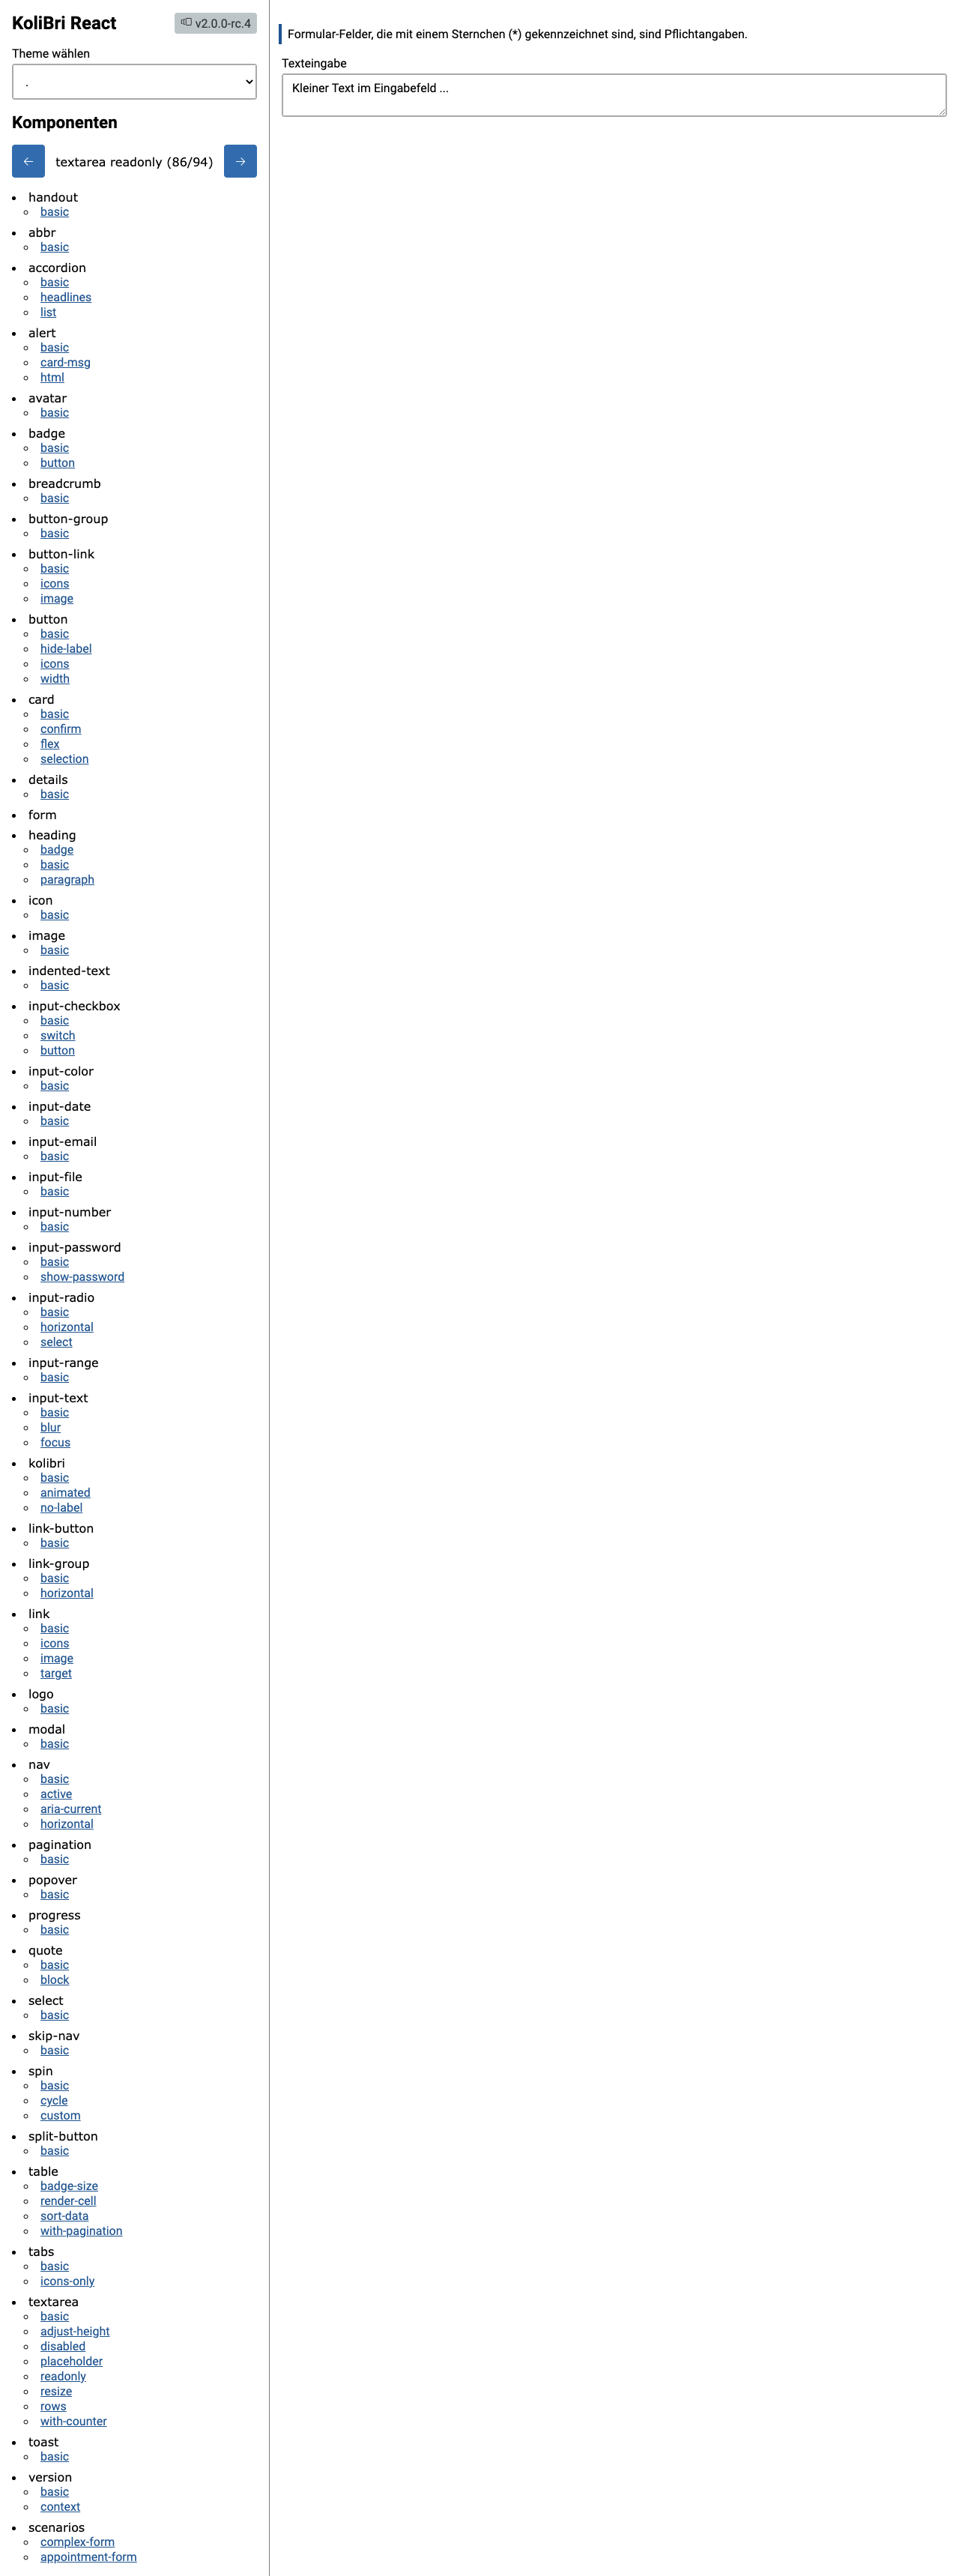 KoliBri React
v2.0.0-rc.4
Theme wählen
.
Komponenten
← textarea readonly (86/94) →
handout
basic
abbr
basic
accordion
basic
headlines
list
alert
basic
card-msg
html
avatar
basic
badge
basic
button
breadcrumb
basic
button-group
basic
button-link
basic
icons
image
button
basic
hide-label
icons
width
card
basic
confirm
flex
selection
details
basic
form
heading
badge
basic
paragraph
icon
basic
image
basic
indented-text
basic
input-checkbox
basic
switch
button
input-color
basic
input-date
basic
input-email
basic
input-file
basic
input-number
basic
input-password
basic
show-password
input-radio
basic
horizontal
select
input-range
basic
input-text
basic
blur
focus
kolibri
basic
animated
no-label
link-button
basic
link-group
basic
horizontal
link
basic
icons
image
target
logo
basic
modal
basic
nav
basic
active
aria-current
horizontal
pagination
basic
popover
basic
progress
basic
quote
basic
block
select
basic
skip-nav
basic
spin
basic
cycle
custom
split-button
basic
table
badge-size
render-cell
sort-data
with-pagination
tabs
basic
icons-only
textarea
basic
adjust-height
disabled
placeholder
readonly
resize
rows
with-counter
toast
basic
version
basic
context
scenarios
complex-form
appointment-form
Formular-Felder, die mit einem Sternchen (*) gekennzeichnet sind, sind Pflichtangaben.
Texteingabe
Kleiner Text im Eingabefeld ...